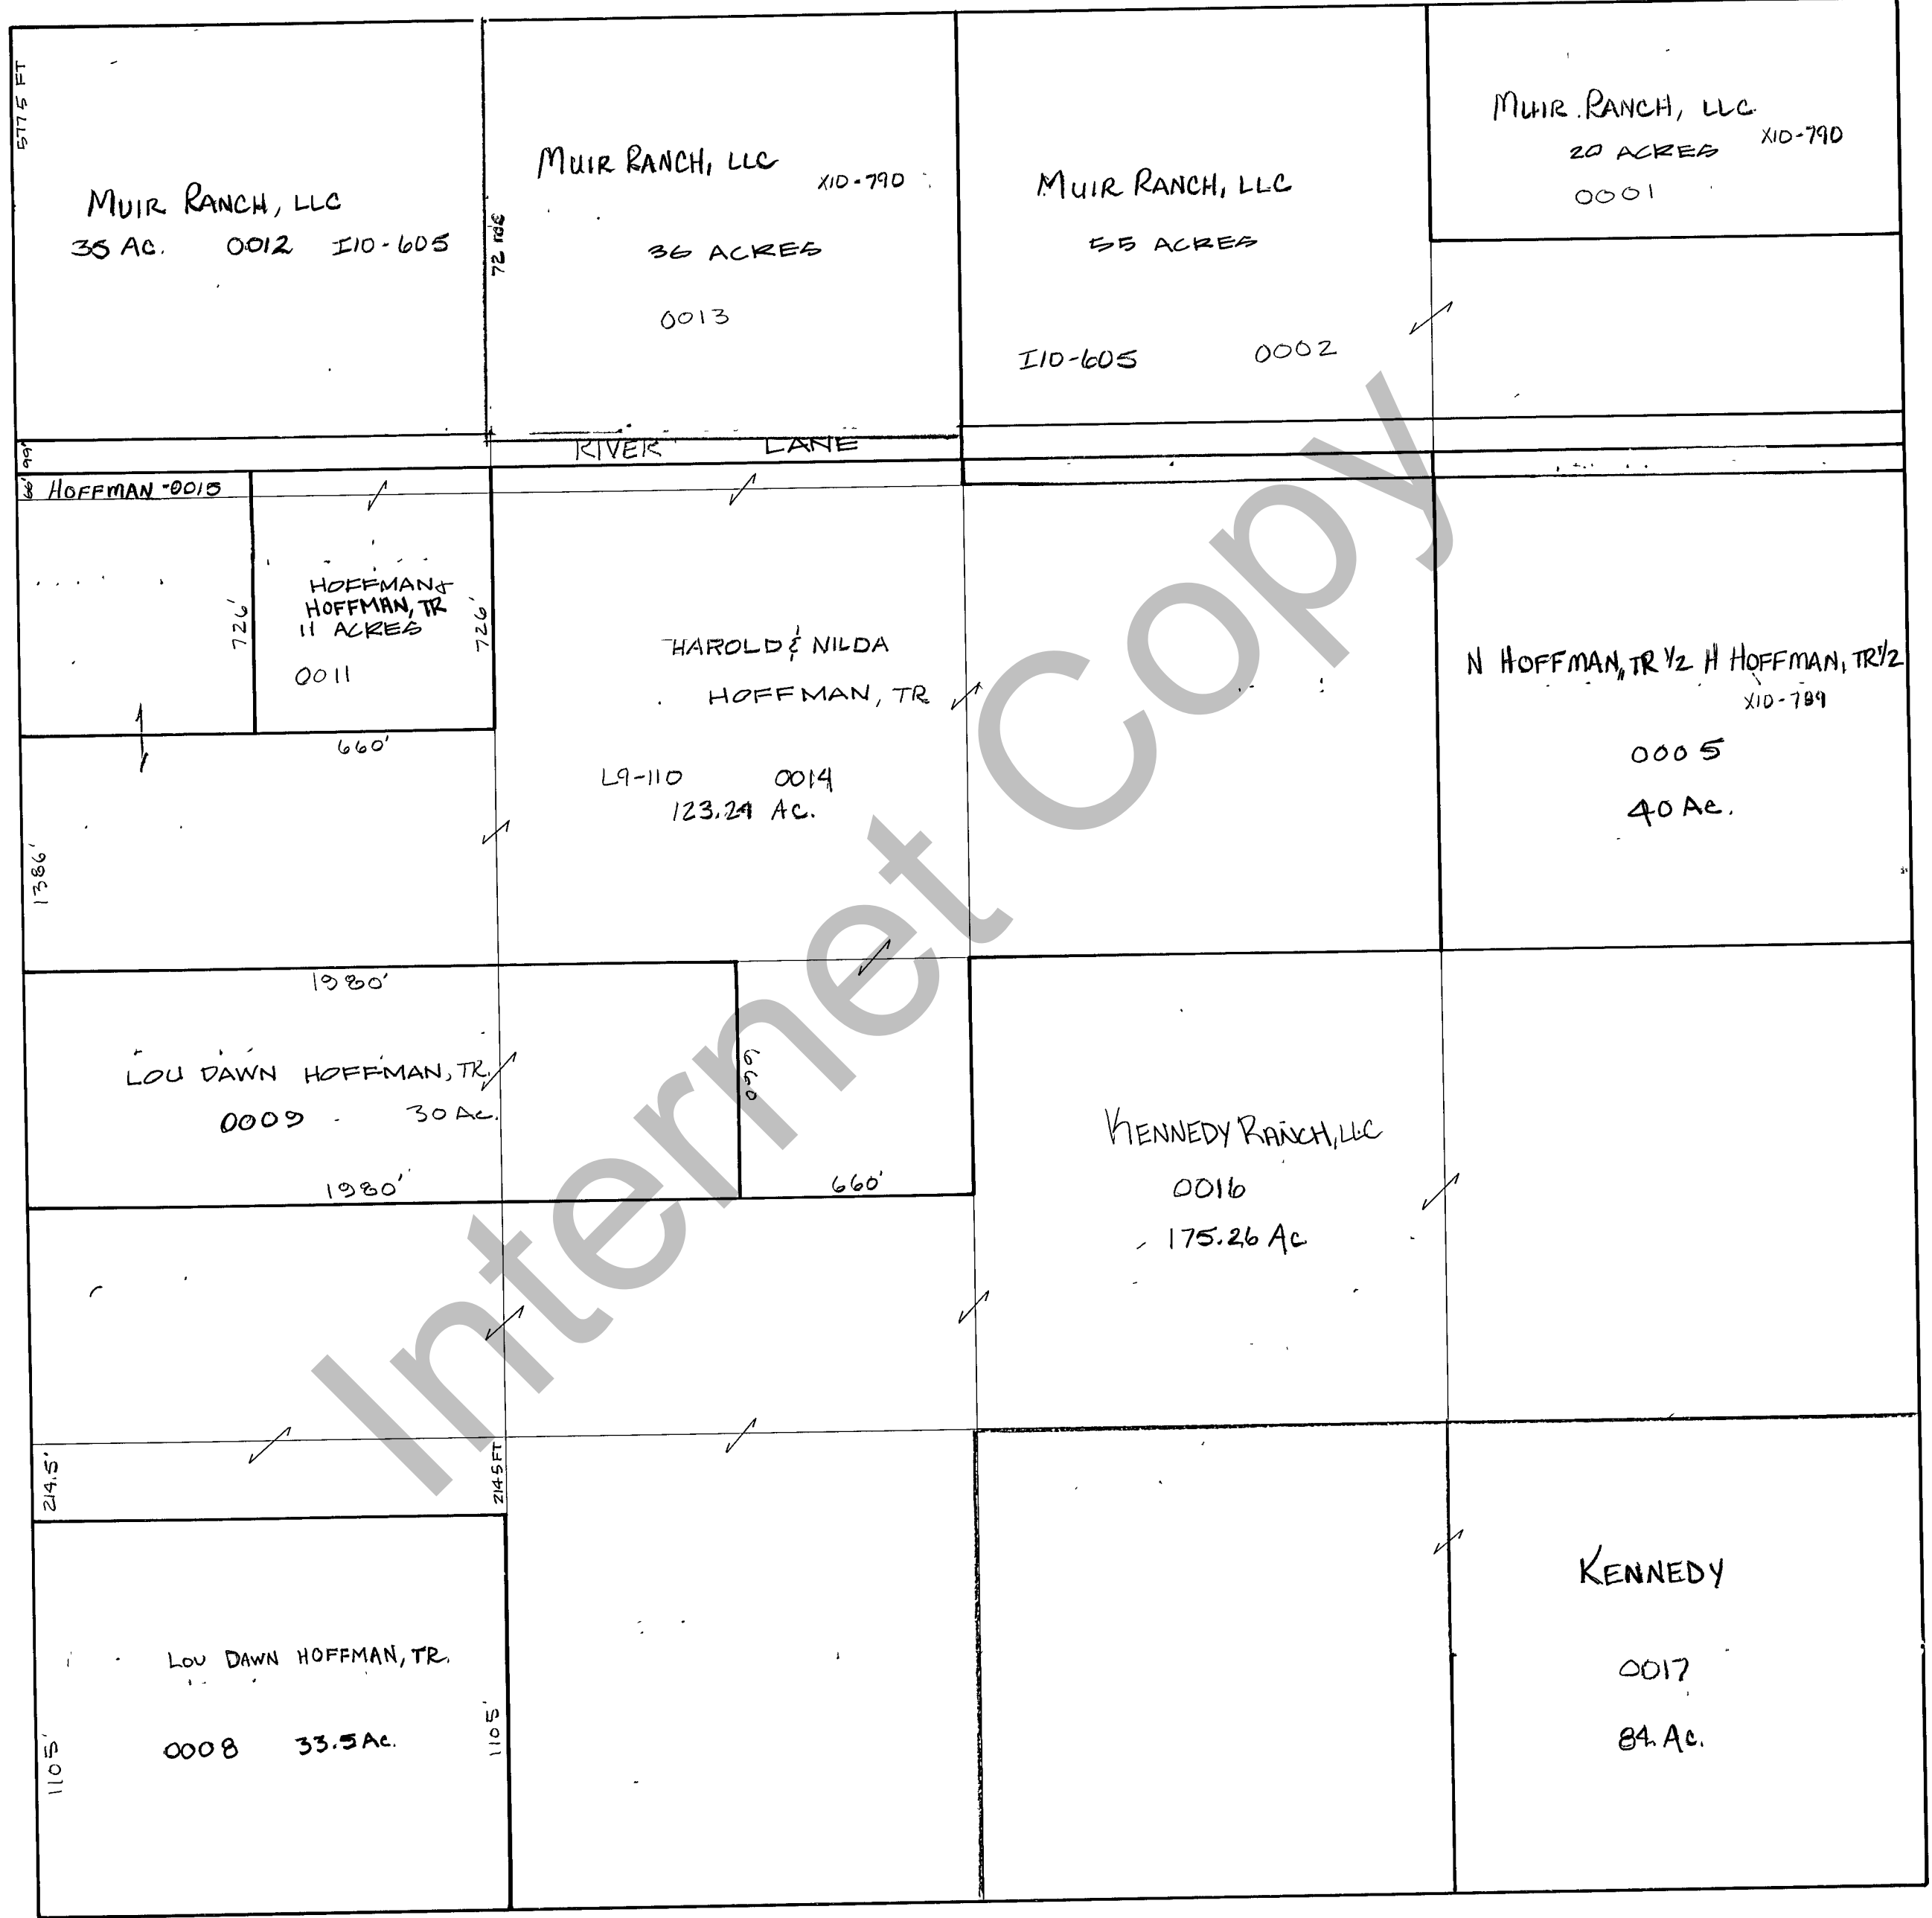 577.5 FT
MUIR RANCH, LLC
35 AC. 0012 I10-605
72 rds
MUIR RANCH, LLC
X10-790
36 ACRES
0013
MUIR RANCH, LLC
55 ACRES
I10-605 0002
MUIR RANCH, LLC
X10-790
20 ACRES
0001
99'
RIVER LANE
66'
HOFFMAN-0015
726'
HOFFMAN &
HOFFMAN, TR
11 ACRES
0011
726'
660'
HAROLD & NILDA
HOFFMAN, TR
L9-110 0014
123.24 AC.
N HOFFMAN, TR 1/2 H HOFFMAN, TR 1/2
X10-789
0005
40 AC.
1386'
1980'
LOU DAWN HOFFMAN, TR.
0009 30 AC.
660
1980'
660'
KENNEDY RANCH, LLC
0016
175.26 AC
214.5'
214.5 FT
LOU DAWN HOFFMAN, TR.
0008 33.5 AC.
1105'
1105'
KENNEDY
0017
84 AC.
Internet Copy